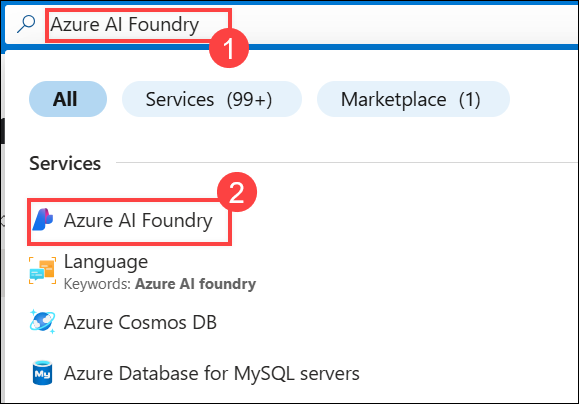 Azure AI Foundry
1
All
Services (99+)
Marketplace (1)
Services
2
Azure AI Foundry
Language
Keywords: Azure AI foundry
Azure Cosmos DB
My
Azure Database for MySQL servers